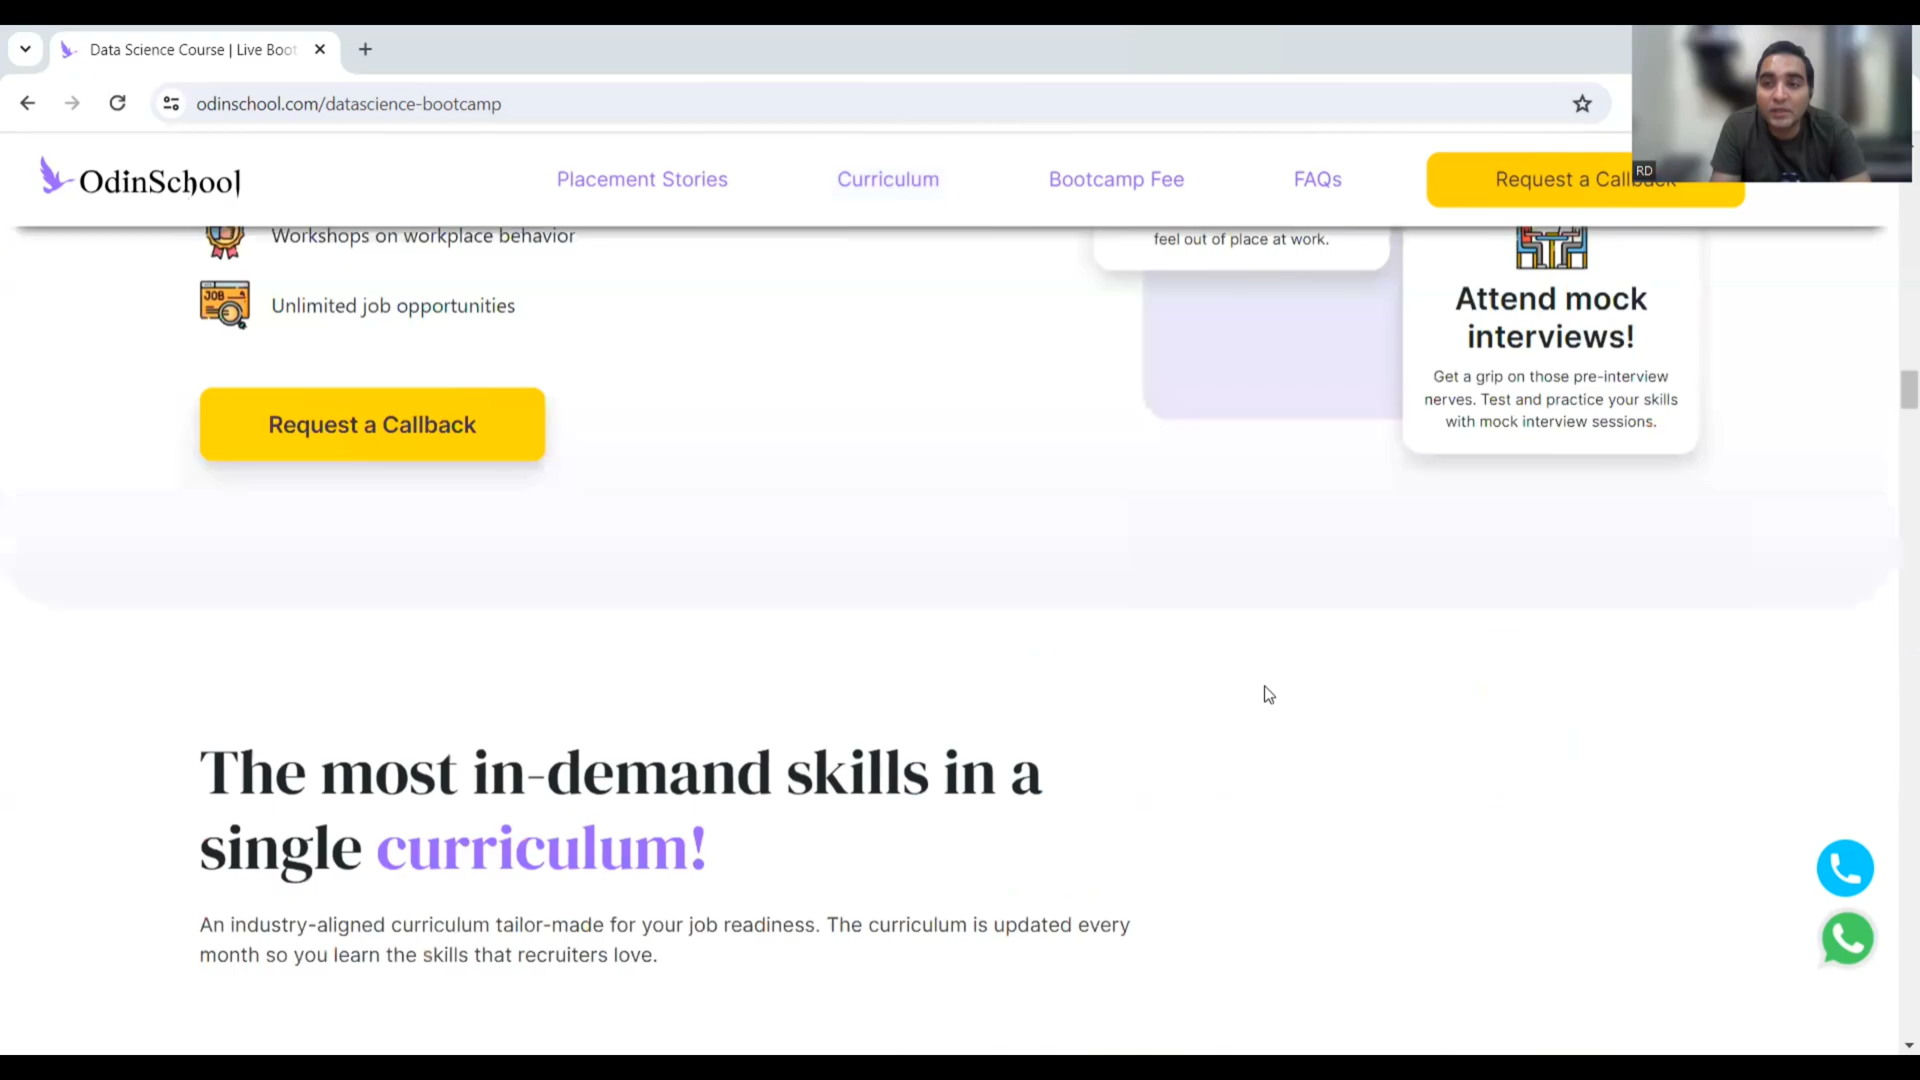 Data Science Course | Live Boot
odinschool.com/datascience-bootcamp
RD
OdinSchool
Placement Stories
Curriculum
Bootcamp Fee
FAQs
Request a Callback
Workshops on workplace behavior
Unlimited job opportunities
JOB
Request a Callback
feel out of place at work.
Attend mock
interviews!
Get a grip on those pre-interview
nerves. Test and practice your skills
with mock interview sessions.
The most in-demand skills in a
single curriculum!
An industry-aligned curriculum tailor-made for your job readiness. The curriculum is updated every
month so you learn the skills that recruiters love.